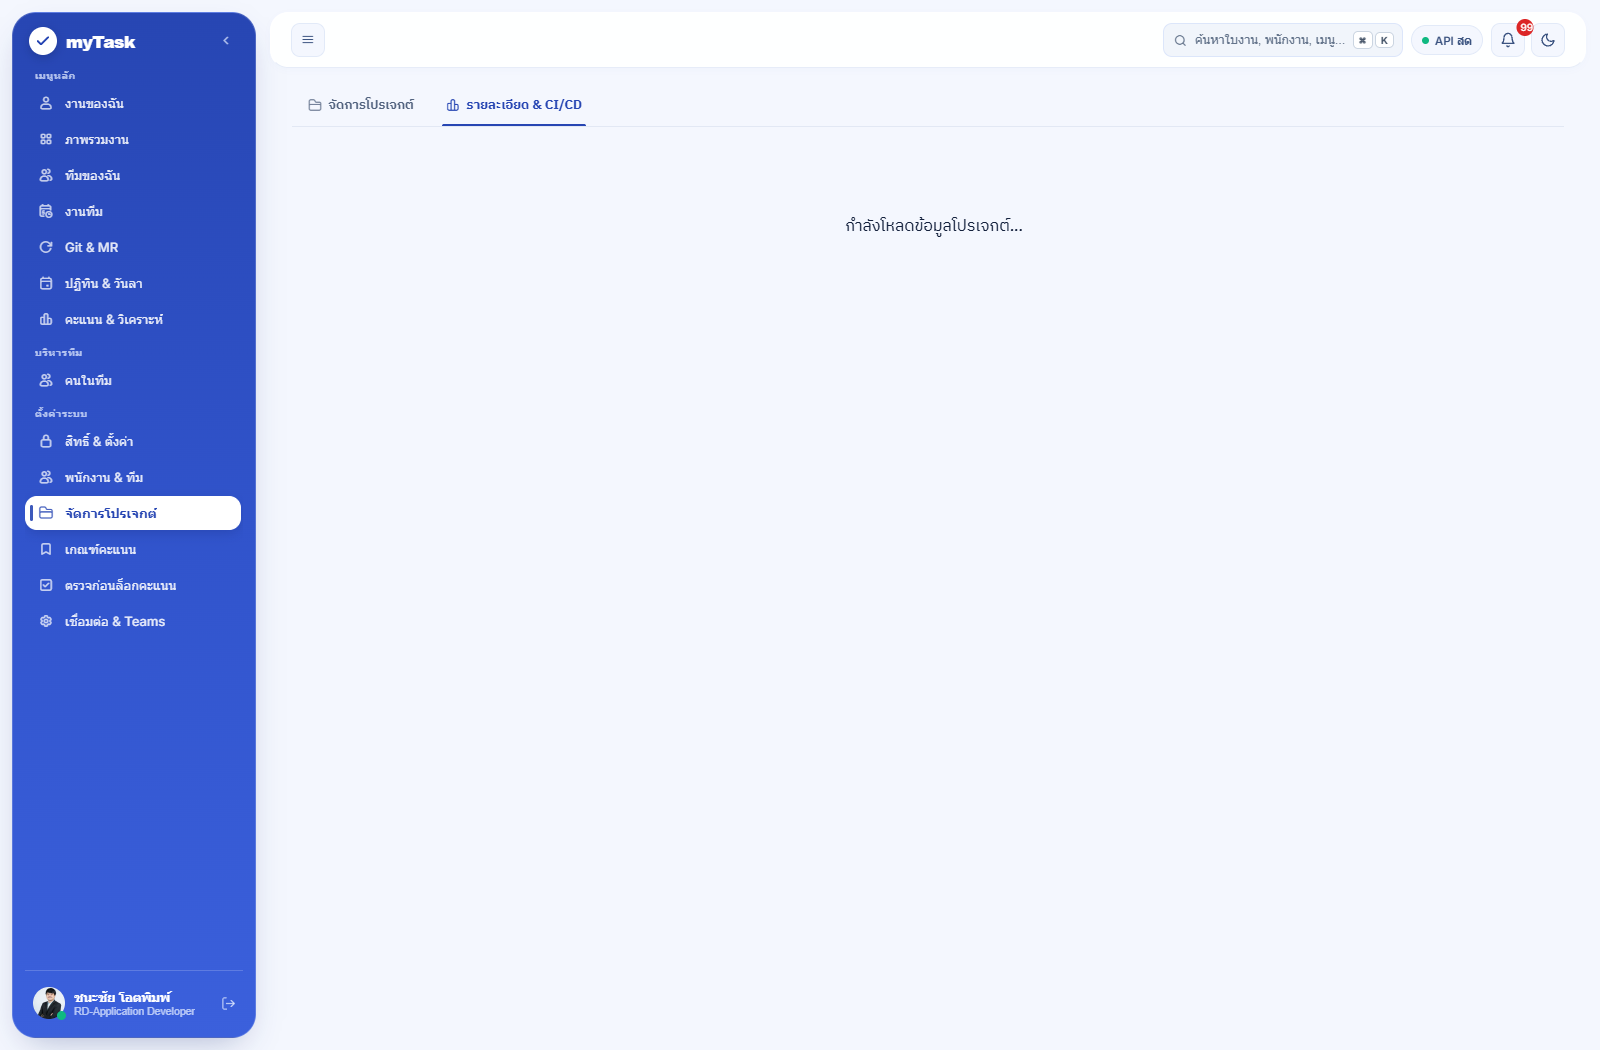 myTask
เมนูหลัก
งานของฉัน
ภาพรวมงาน
ทีมของฉัน
งานทีม
Git & MR
ปฏิทิน & วันลา
คะแนน & วิเคราะห์
บริหารทีม
คนในทีม
ตั้งค่าระบบ
สิทธิ์ & ตั้งค่า
พนักงาน & ทีม
จัดการโปรเจกต์
เกณฑ์คะแนน
ตรวจก่อนล็อกคะแนน
เชื่อมต่อ & Teams
ชนะชัย โอตพิมพ์
RD-Application Developer
ค้นหาใบงาน, พนักงาน, เมนู... ⌘ K
API สด
99
จัดการโปรเจกต์
รายละเอียด & CI/CD
กำลังโหลดข้อมูลโปรเจกต์...